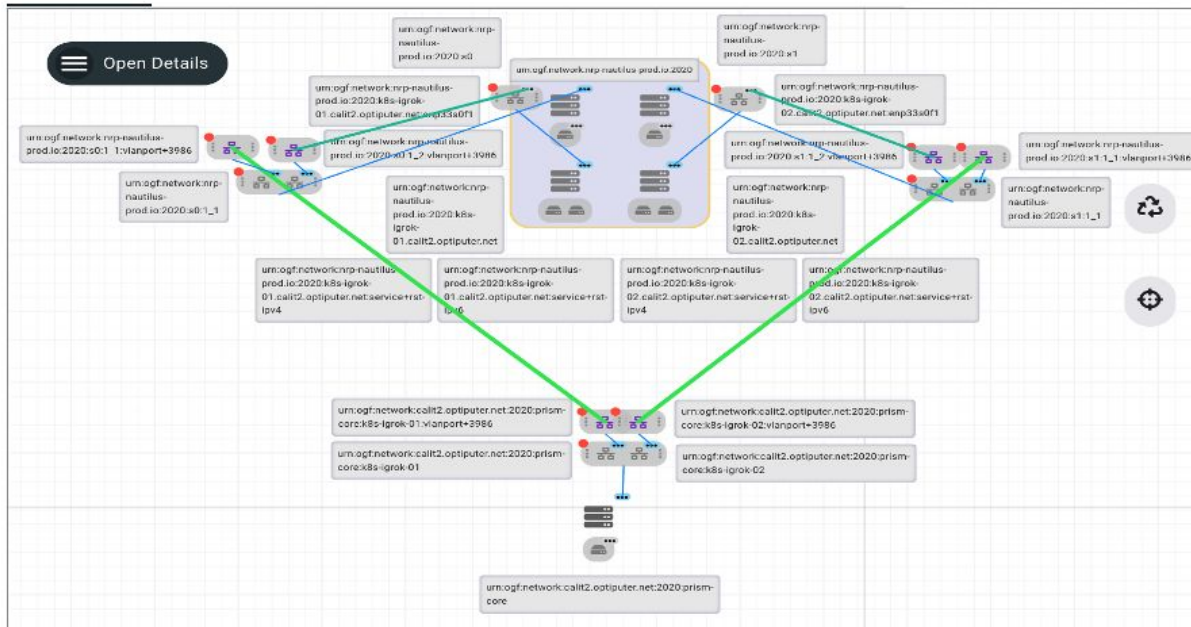 urn:ogf:network:nrp-
nautilus-
prod.io:2020:s0
urn:ogf:network:nrp-
nautilus-
prod.io:2020:s1
Open Details
urn:ogf:network:nrp-nautilus-prod.io:2020
urn:ogf:network:nrp-nautilus-
prod.io:2020:k8s-igrok-
01.calit2.optiputer.net:enp33s0f1
urn:ogf:network:nrp-nautilus-
prod.io:2020:k8s-igrok-
02.calit2.optiputer.net:enp33s0f1
urn:ogf:network:nrp-nautilus-
prod.io:2020:s0:1_1:vlanport+3986
urn:ogf:network:nrp-nautilus-
prod.io:2020:s0:1_2:vlanport+3986
urn:ogf:network:nrp-nautilus-
prod.io:2020:s1:1_2:vlanport+3986
urn:ogf:network:nrp-nautilus-
prod.io:2020:s1:1_1:vlanport+3986
urn:ogf:network:nrp-
nautilus-
prod.io:2020:s0:1_1
urn:ogf:network:nrp-
nautilus-
prod.io:2020:k8s-
igrok-
01.calit2.optiputer.net
urn:ogf:network:nrp-
nautilus-
prod.io:2020:k8s-
igrok-
02.calit2.optiputer.net
urn:ogf:network:nrp-
nautilus-
prod.io:2020:s1:1_1
urn:ogf:network:nrp-nautilus-
prod.io:2020:k8s-igrok-
01.calit2.optiputer.net:service+rst-
ipv4
urn:ogf:network:nrp-nautilus-
prod.io:2020:k8s-igrok-
01.calit2.optiputer.net:service+rst-
ipv6
urn:ogf:network:nrp-nautilus-
prod.io:2020:k8s-igrok-
02.calit2.optiputer.net:service+rst-
ipv4
urn:ogf:network:nrp-nautilus-
prod.io:2020:k8s-igrok-
02.calit2.optiputer.net:service+rst-
ipv6
urn:ogf:network:calit2.optiputer.net:2020:prism-
core:k8s-igrok-01:vlanport+3986
urn:ogf:network:calit2.optiputer.net:2020:prism-
core:k8s-igrok-02:vlanport+3986
urn:ogf:network:calit2.optiputer.net:2020:prism-
core:k8s-igrok-01
urn:ogf:network:calit2.optiputer.net:2020:prism-
core:k8s-igrok-02
urn:ogf:network:calit2.optiputer.net:2020:prism-
core